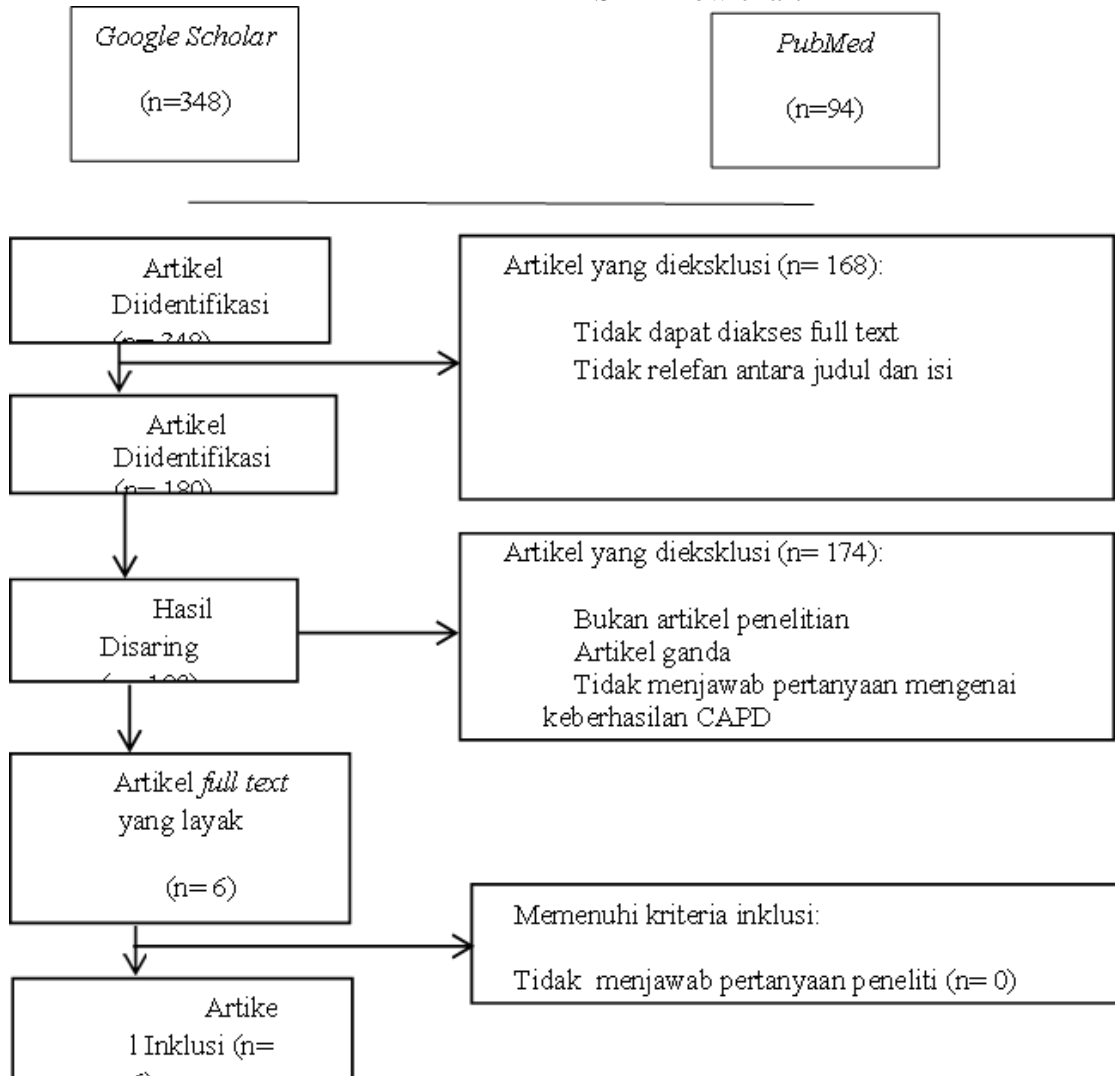 Google Scholar
(n=348)
PubMed
(n=94)
Artikel
Diidentifikasi
Artikel yang dieksklusi (n= 168):
Tidak dapat diakses full text
Tidak relefan antara judul dan isi
Artikel
Diidentifikasi
(n= 180)
Artikel yang dieksklusi (n= 174):
Bukan artikel penelitian
Artikel ganda
Tidak menjawab pertanyaan mengenai
keberhasilan CAPD
Hasil
Disaring
Artikel full text
yang layak
(n= 6)
Memenuhi kriteria inklusi:
Tidak menjawab pertanyaan peneliti (n= 0)
Artike
l Inklusi (n=